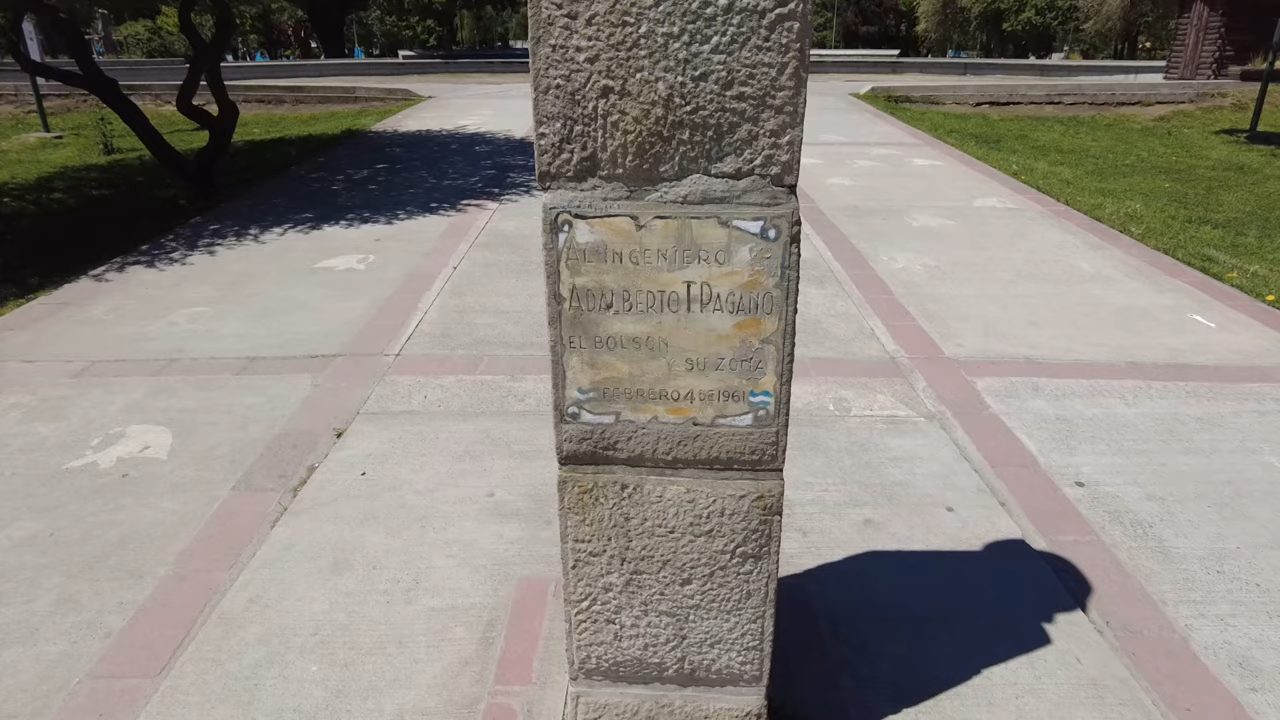 AL INGENIERO
ADALBERTO T. PAGANO
EL BOLSON
Y SU ZONA
FEBRERO 4 DE 1961